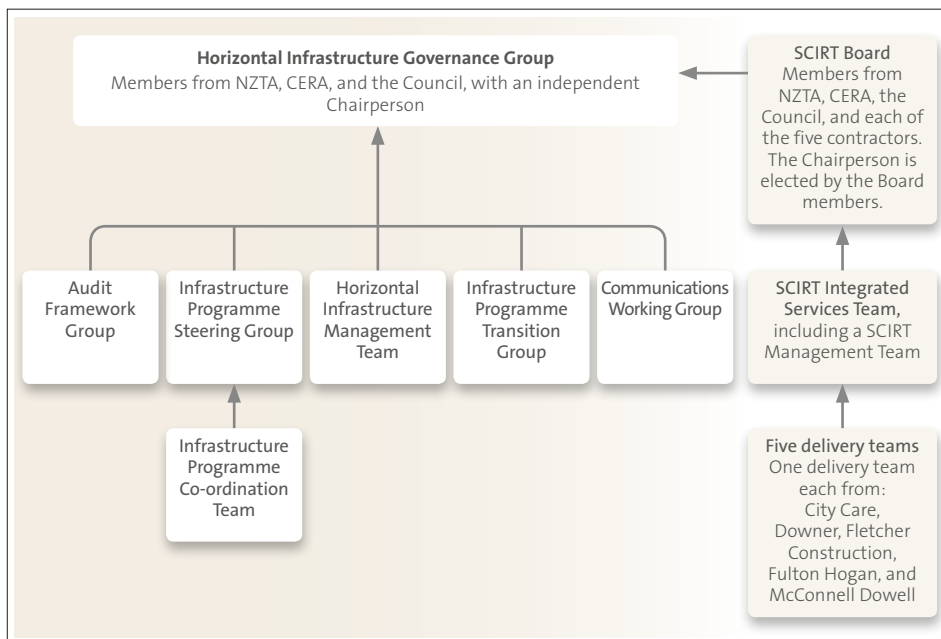 Horizontal Infrastructure Governance Group
Members from NZTA, CERA, and the Council, with an independent
Chairperson
SCIRT Board
Members from
NZTA, CERA, the
Council, and each of
the five contractors.
The Chairperson is
elected by the Board
members.
Audit
Framework
Group
Infrastructure
Programme
Steering Group
Horizontal
Infrastructure
Management
Team
Infrastructure
Programme
Transition
Group
Communications
Working Group
SCIRT Integrated
Services Team,
including a SCIRT
Management Team
Infrastructure
Programme
Co-ordination
Team
Five delivery teams
One delivery team
each from:
City Care,
Downer, Fletcher
Construction,
Fulton Hogan, and
McConnell Dowell